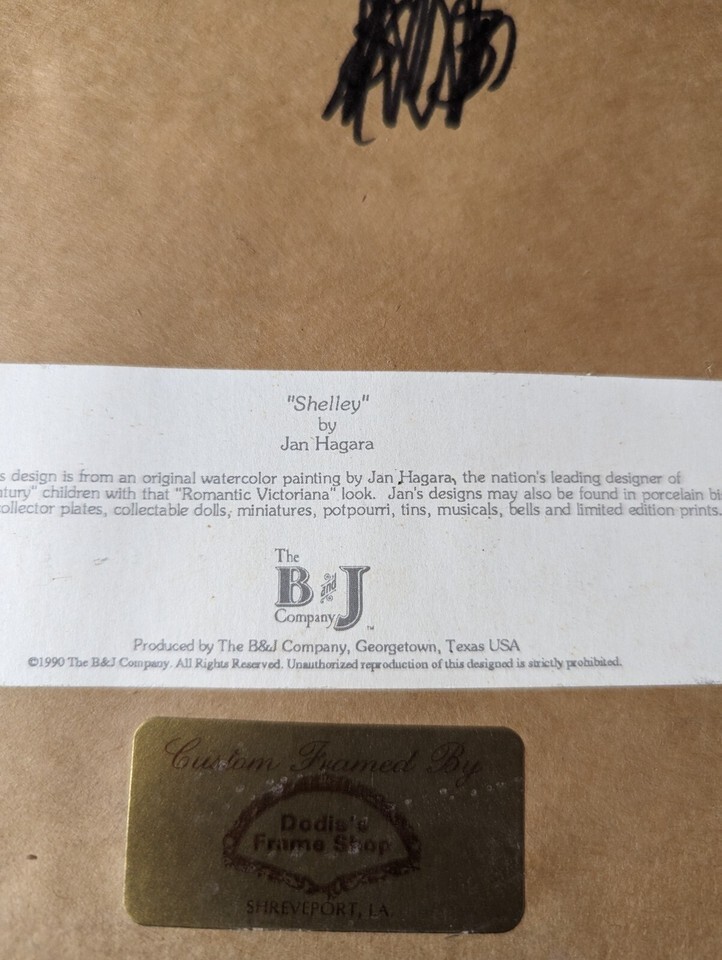 "Shelley"
by
Jan Hagara
s design is from an original watercolor painting by Jan Hagara, the nation's leading designer of
tury" children with that "Romantic Victoriana" look. Jan's designs may also be found in porcelain bi
ollector plates, collectable dolls, miniatures, potpourri, tins, musicals, bells and limited edition prints.
The
B and J
Company
™
Produced by The B&J Company, Georgetown, Texas USA
©1990 The B&J Company. All Rights Reserved. Unauthorized reproduction of this designed is strictly prohibited.
Custom Framed By
Dodie's
Frame Shop
SHREVEPORT, LA